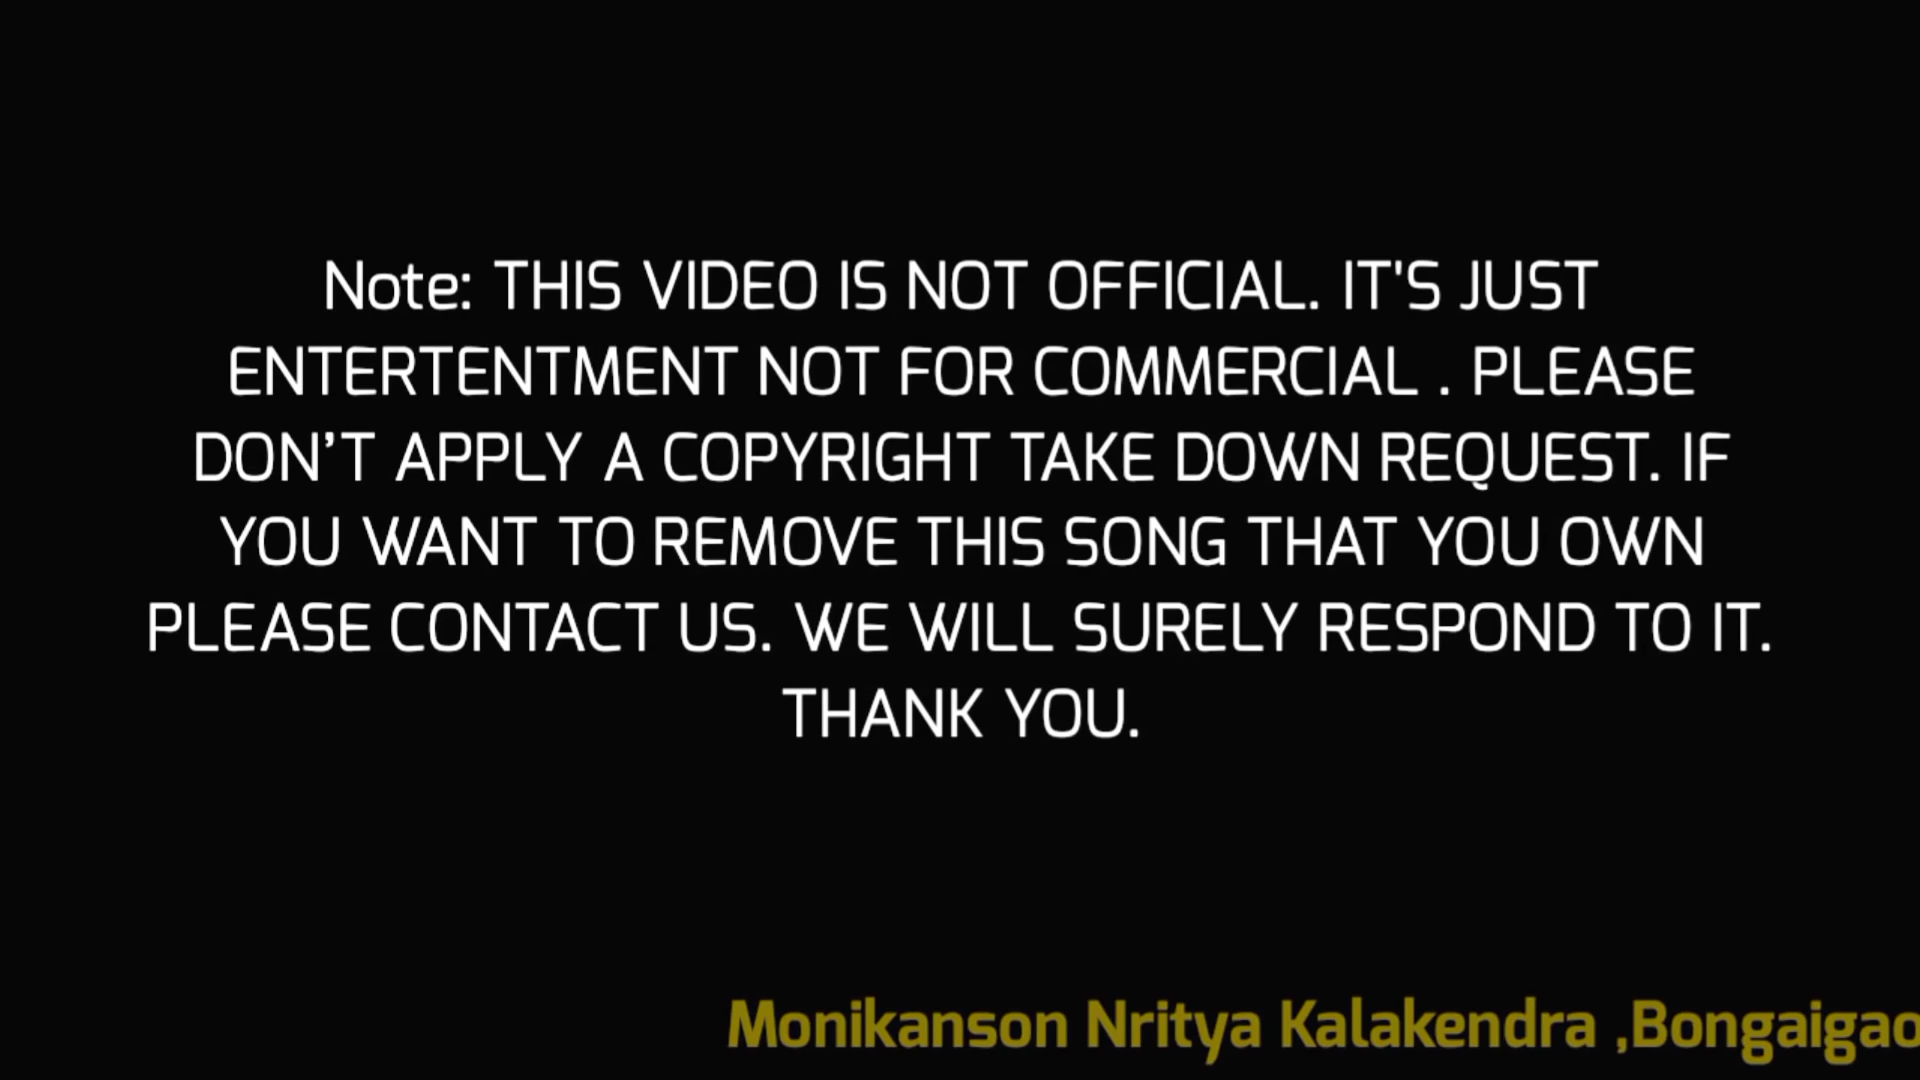 Note: THIS VIDEO IS NOT OFFICIAL. IT'S JUST
ENTERTENTMENT NOT FOR COMMERCIAL . PLEASE
DON’T APPLY A COPYRIGHT TAKE DOWN REQUEST. IF
YOU WANT TO REMOVE THIS SONG THAT YOU OWN
PLEASE CONTACT US. WE WILL SURELY RESPOND TO IT.
THANK YOU.
Monikanson Nritya Kalakendra ,Bongaigao